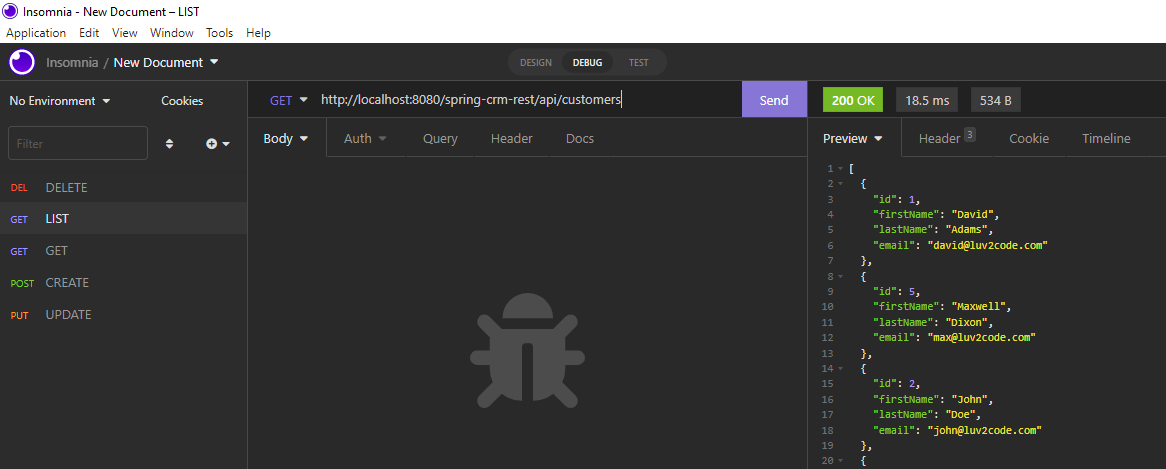 Insomnia - New Document – LIST
Application Edit View Window Tools Help
Insomnia / New Document
DESIGN DEBUG TEST
No Environment Cookies
GET http://localhost:8080/spring-crm-rest/api/customers Send
200 OK 18.5 ms 534 B
Filter
Body Auth Query Header Docs
Preview Header 3 Cookie Timeline
DEL DELETE
GET LIST
GET GET
POST CREATE
PUT UPDATE
1 [
2 {
3 "id": 1,
4 "firstName": "David",
5 "lastName": "Adams",
6 "email": "david@luv2code.com"
7 },
8 {
9 "id": 5,
10 "firstName": "Maxwell",
11 "lastName": "Dixon",
12 "email": "max@luv2code.com"
13 },
14 {
15 "id": 2,
16 "firstName": "John",
17 "lastName": "Doe",
18 "email": "john@luv2code.com"
19 },
20 {